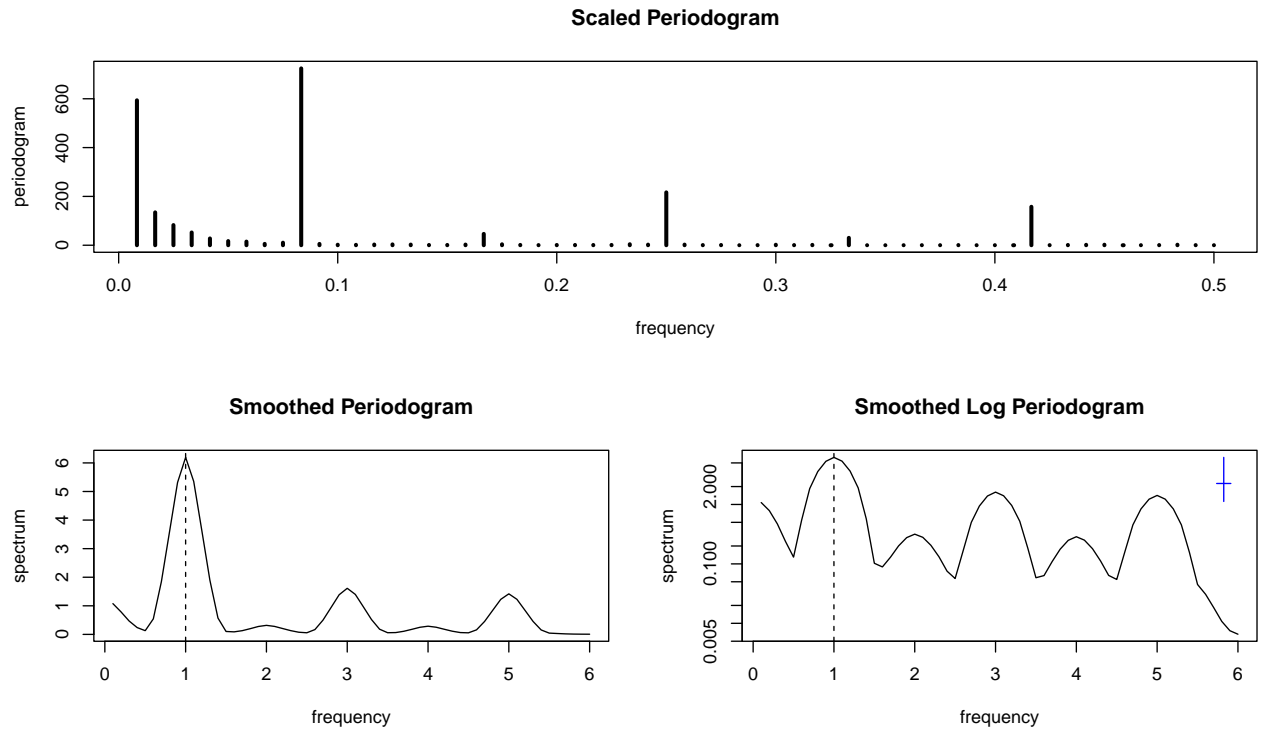 Scaled Periodogram
periodogram
0 200 400 600
0.0 0.1 0.2 0.3 0.4 0.5
frequency
Smoothed Periodogram
spectrum
0 1 2 3 4 5 6
0 1 2 3 4 5 6
frequency
Smoothed Log Periodogram
spectrum
0.005 0.100 2.000
0 1 2 3 4 5 6
frequency